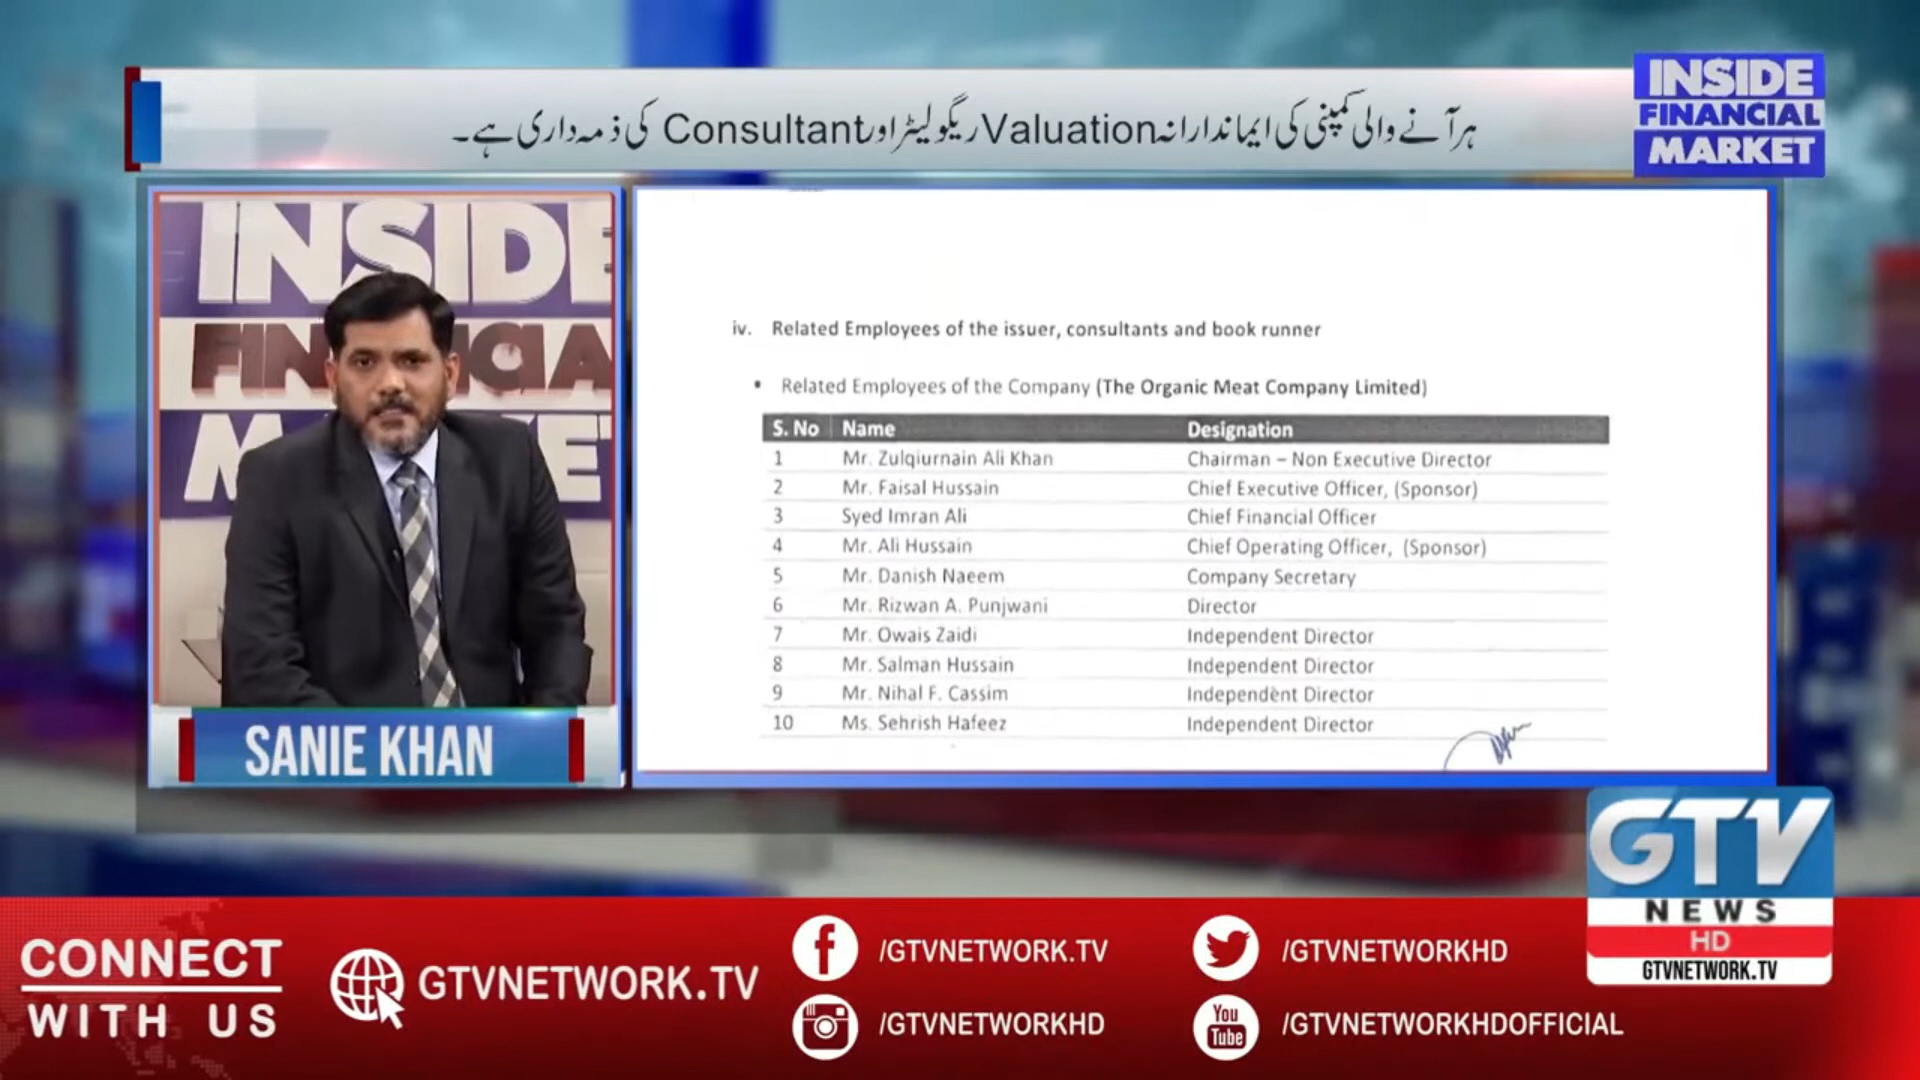 ہر آنے والی کمپنی کی ایماندارانہ Valuation ریگولیٹر اور Consultant کی ذمہ داری ہے۔
INSIDE
FINANCIAL
MARKET
INSIDE
FINANCIA
iv. Related Employees of the issuer, consultants and book runner
• Related Employees of the Company (The Organic Meat Company Limited)
S. No Name Designation
1 Mr. Zulqiurnain Ali Khan Chairman – Non Executive Director
2 Mr. Faisal Hussain Chief Executive Officer, (Sponsor)
3 Syed Imran Ali Chief Financial Officer
4 Mr. Ali Hussain Chief Operating Officer, (Sponsor)
5 Mr. Danish Naeem Company Secretary
6 Mr. Rizwan A. Punjwani Director
7 Mr. Owais Zaidi Independent Director
8 Mr. Salman Hussain Independent Director
9 Mr. Nihal F. Cassim Independent Director
10 Ms. Sehrish Hafeez Independent Director
SANIE KHAN
GTV
NEWS
HD
GTVNETWORK.TV
CONNECT
WITH US
GTVNETWORK.TV
/GTVNETWORK.TV
/GTVNETWORKHD
/GTVNETWORKHD
You
Tube
/GTVNETWORKHDOFFICIAL